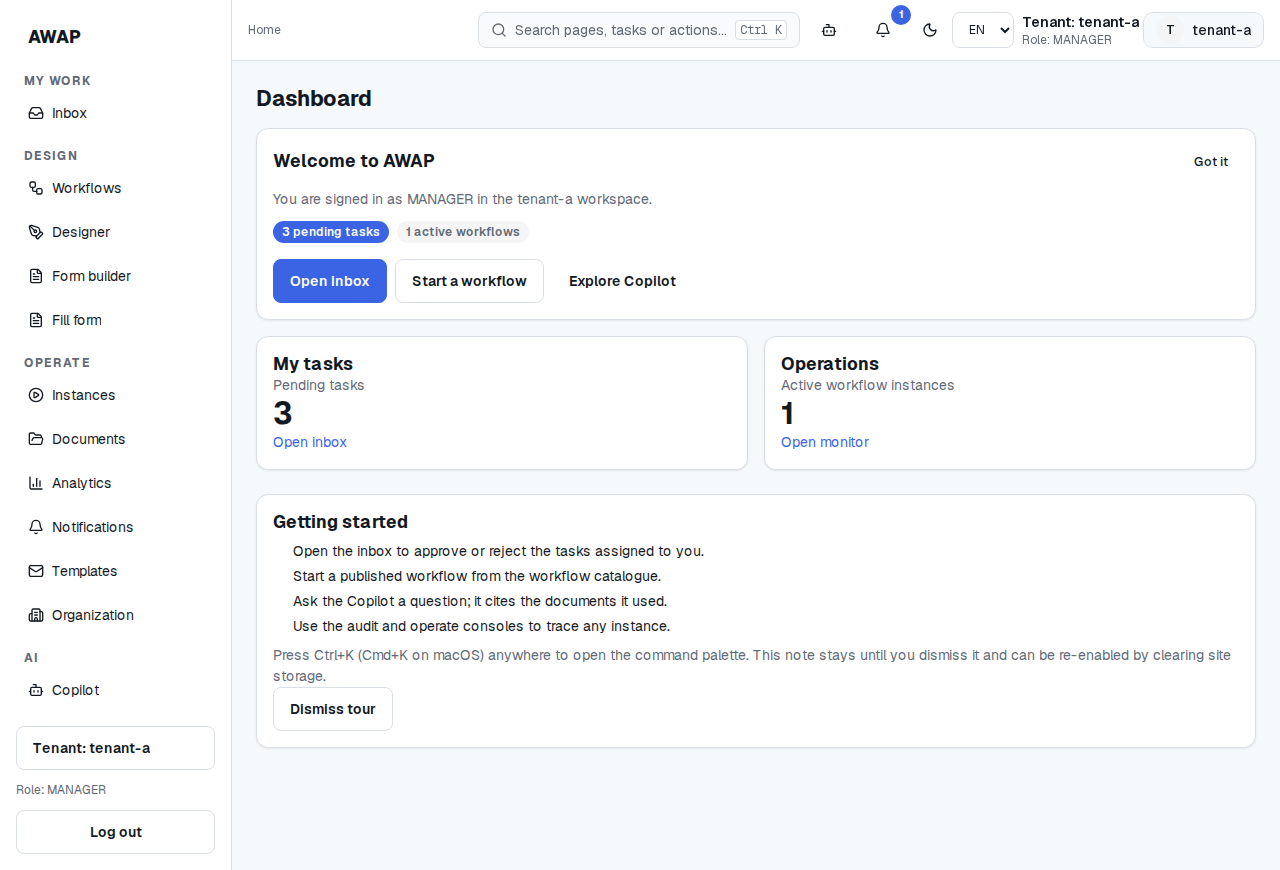 AWAP
MY WORK
Inbox
DESIGN
Workflows
Designer
Form builder
Fill form
OPERATE
Instances
Documents
Analytics
Notifications
Templates
Organization
AI
Copilot
Tenant: tenant-a
Role: MANAGER
Log out
Home
Search pages, tasks or actions... Ctrl K
1
EN
Tenant: tenant-a
Role: MANAGER
T tenant-a
Dashboard
Welcome to AWAP
Got it
You are signed in as MANAGER in the tenant-a workspace.
3 pending tasks 1 active workflows
Open Inbox Start a workflow Explore Copilot
My tasks
Pending tasks
3
Open inbox
Operations
Active workflow instances
1
Open monitor
Getting started
Open the inbox to approve or reject the tasks assigned to you.
Start a published workflow from the workflow catalogue.
Ask the Copilot a question; it cites the documents it used.
Use the audit and operate consoles to trace any instance.
Press Ctrl+K (Cmd+K on macOS) anywhere to open the command palette. This note stays until you dismiss it and can be re-enabled by clearing site
storage.
Dismiss tour